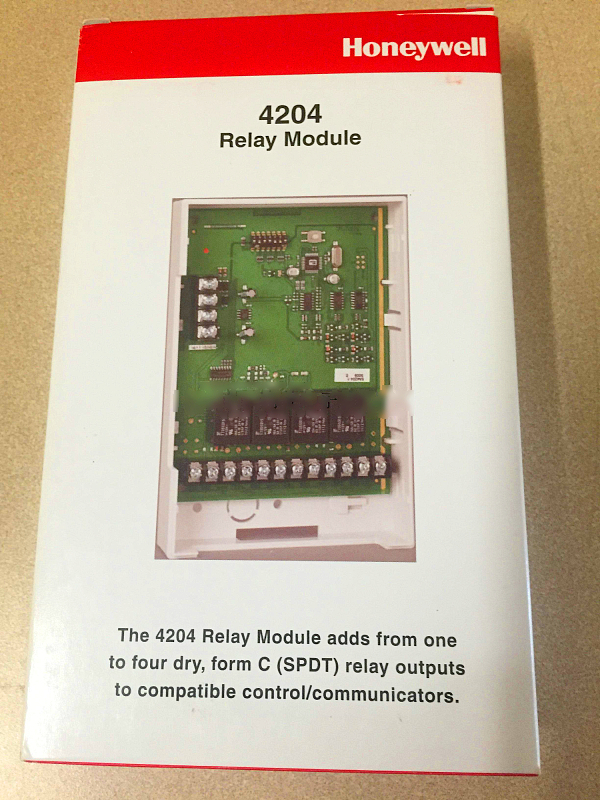 Honeywell
4204
Relay Module
The 4204 Relay Module adds from one
to four dry, form C (SPDT) relay outputs
to compatible control/communicators.